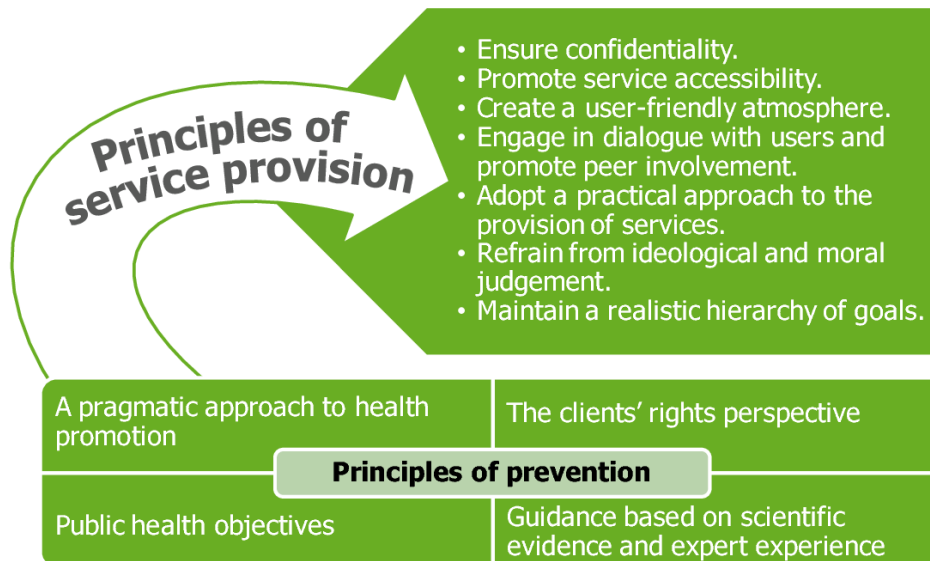 Principles of
service provision
• Ensure confidentiality.
• Promote service accessibility.
• Create a user-friendly atmosphere.
• Engage in dialogue with users and
promote peer involvement.
• Adopt a practical approach to the
provision of services.
• Refrain from ideological and moral
judgement.
• Maintain a realistic hierarchy of goals.
A pragmatic approach to health
promotion
The clients’ rights perspective
Principles of prevention
Public health objectives
Guidance based on scientific
evidence and expert experience